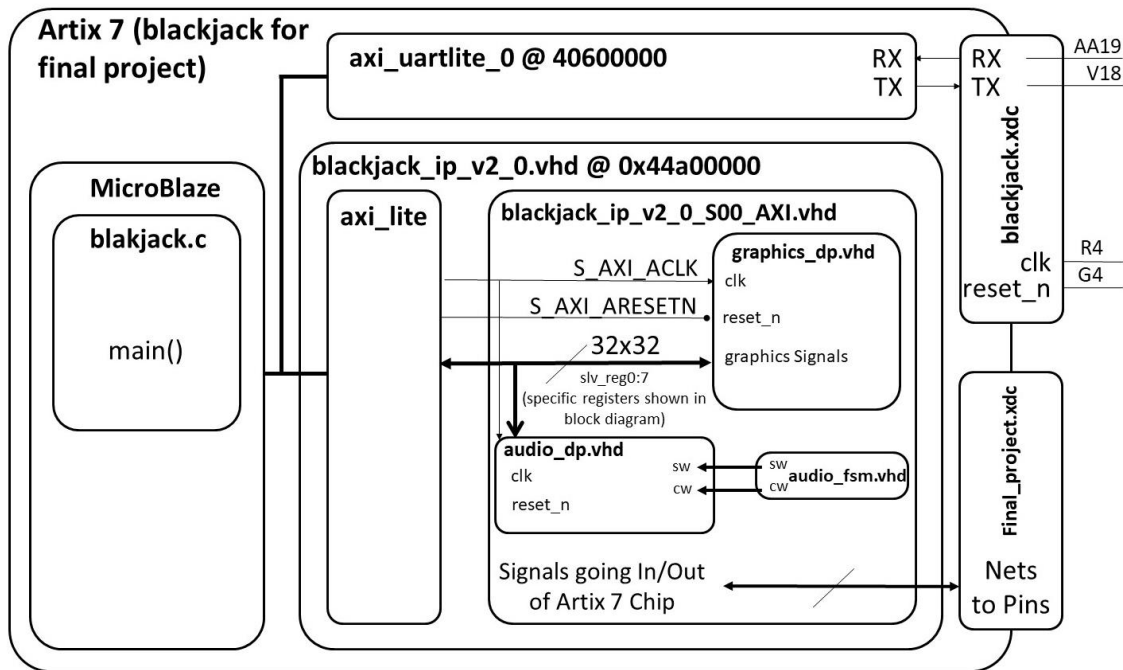 Artix 7 (blackjack for
final project)
axi_uartlite_0 @ 40600000
RX
TX
RX
TX
AA19
V18
blackjack.xdc
clk
reset_n
R4
G4
MicroBlaze
blakjack.c
main()
blackjack_ip_v2_0.vhd @ 0x44a00000
axi_lite
blackjack_ip_v2_0_S00_AXI.vhd
graphics_dp.vhd
S_AXI_ACLK
clk
S_AXI_ARESETN
reset_n
32x32
graphics Signals
slv_reg0:7
(specific registers shown in
block diagram)
audio_dp.vhd
clk
reset_n
sw
cw
sw
cw
audio_fsm.vhd
Signals going In/Out
of Artix 7 Chip
Final_project.xdc
Nets
to Pins